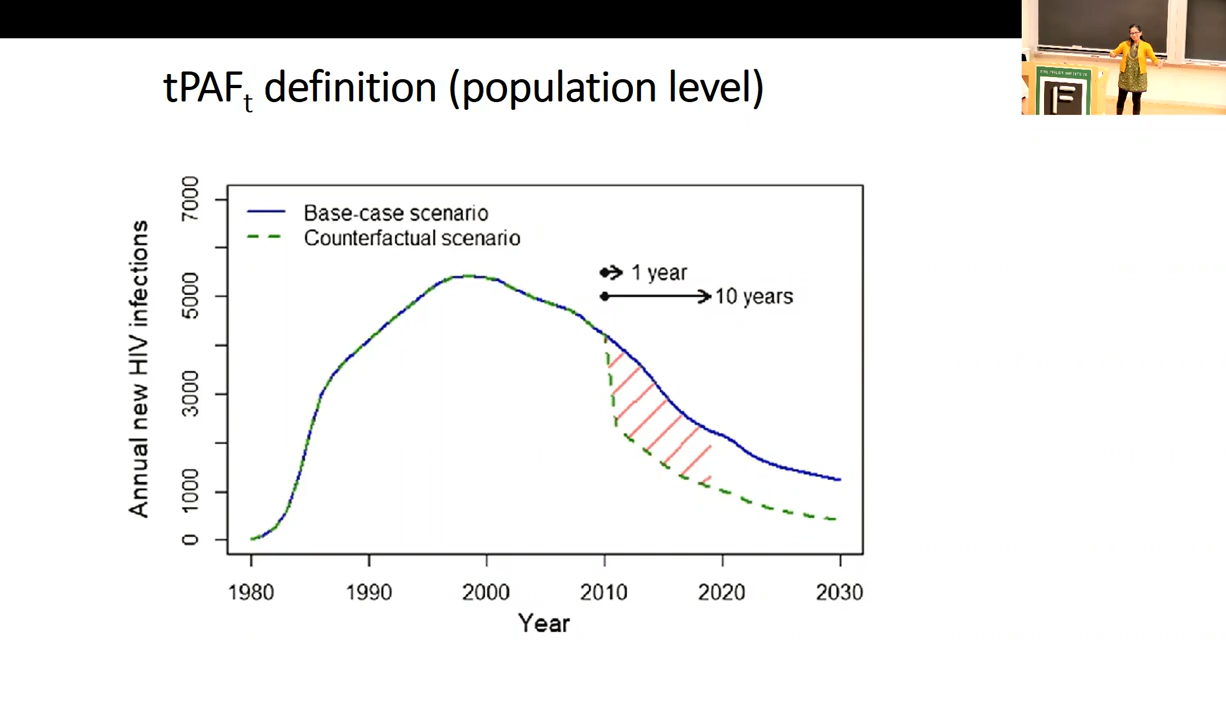 tPAFt definition (population level)
Base-case scenario
Counterfactual scenario
1 year
10 years
Annual new HIV infections
7000
5000
3000
1000
0
1980
1990
2000
2010
2020
2030
Year
F